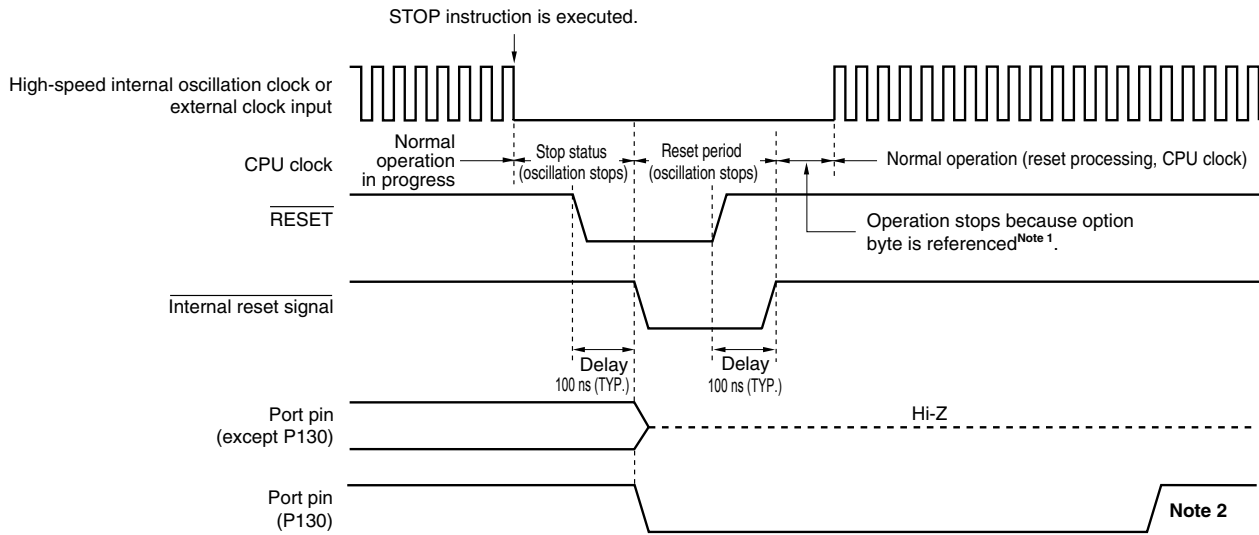 STOP instruction is executed.
High-speed internal oscillation clock or
external clock input
CPU clock
Normal
operation
in progress
Stop status
(oscillation stops)
Reset period
(oscillation stops)
Normal operation (reset processing, CPU clock)
RESET
Operation stops because option
byte is referenced Note 1.
Internal reset signal
Delay
100 ns (TYP.)
Delay
100 ns (TYP.)
Port pin
(except P130)
Hi-Z
Port pin
(P130)
Note 2